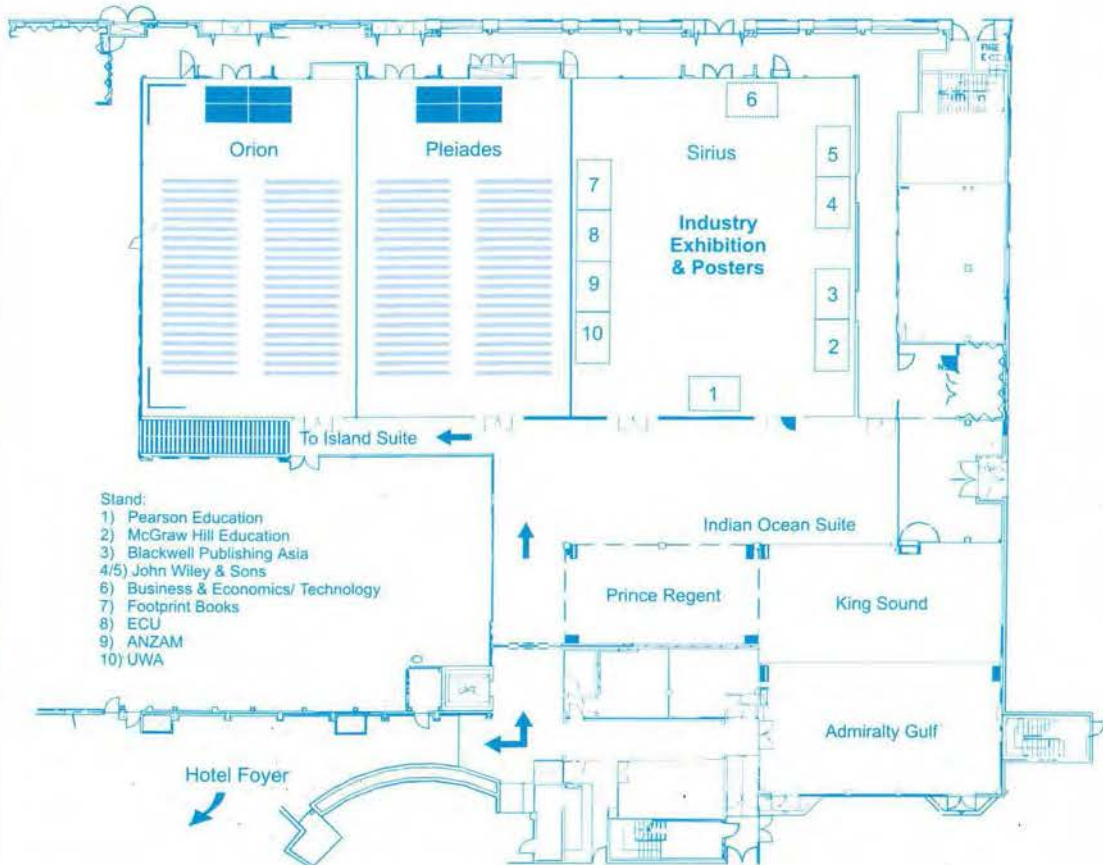 FIRE
Orion
Pleiades
Sirius
6
5
4
7
8
9
10
Industry
Exhibition
& Posters
3
2
1
To Island Suite
Stand:
1) Pearson Education
2) McGraw Hill Education
3) Blackwell Publishing Asia
4/5) John Wiley & Sons
6) Business & Economics/ Technology
7) Footprint Books
8) ECU
9) ANZAM
10) UWA
Indian Ocean Suite
Prince Regent
King Sound
Admiralty Gulf
Hotel Foyer